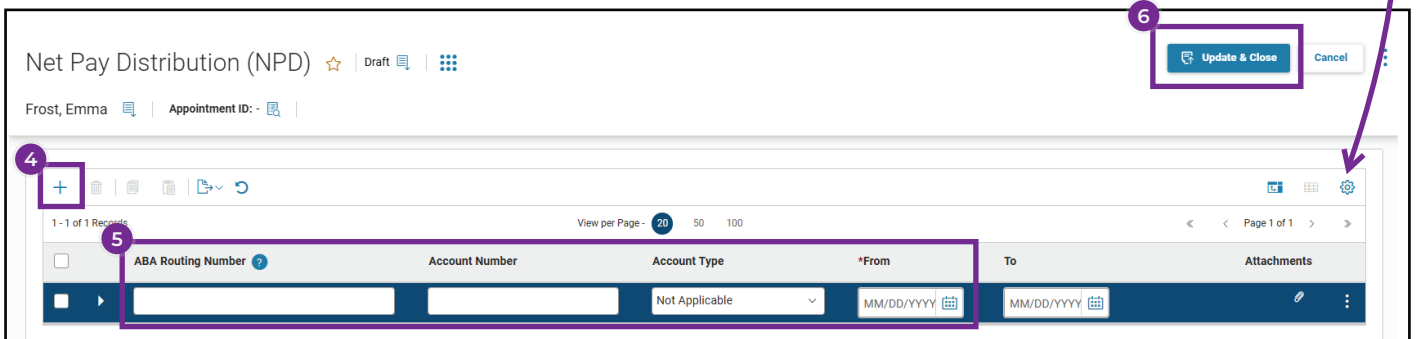 6
Net Pay Distribution (NPD) Draft
Update & Close Cancel
Frost, Emma Appointment ID: -
4
1 - 1 of 1 Records View per Page - 20 50 100 Page 1 of 1
5
ABA Routing Number ? Account Number Account Type *From To Attachments
Not Applicable MM/DD/YYYY MM/DD/YYYY